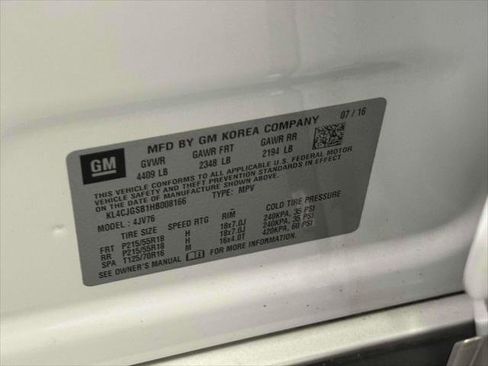 GM
MFD BY GM KOREA COMPANY
07 / 16
GVWR GAWR FRT GAWR RR
4409 LB 2348 LB 2194 LB
THIS VEHICLE CONFORMS TO ALL APPLICABLE U.S. FEDERAL
MOTOR VEHICLE SAFETY STANDARDS IN EFFECT
ON THE DATE OF MANUFACTURE SHOWN ABOVE.
KL4CJGSB1HB008166 TYPE: MPV
MODEL: 4JV76
TIRE SIZE SPEED RTG RIM COLD TIRE PRESSURE
FRT P215/55R18 H 18x7.0J 240KPA, 35 PSI
RR P215/55R18 H 18x7.0J 240KPA, 35 PSI
SPA T125/70R16 M 16x4.0T 420KPA, 60 PSI
SEE OWNER'S MANUAL FOR MORE INFORMATION.